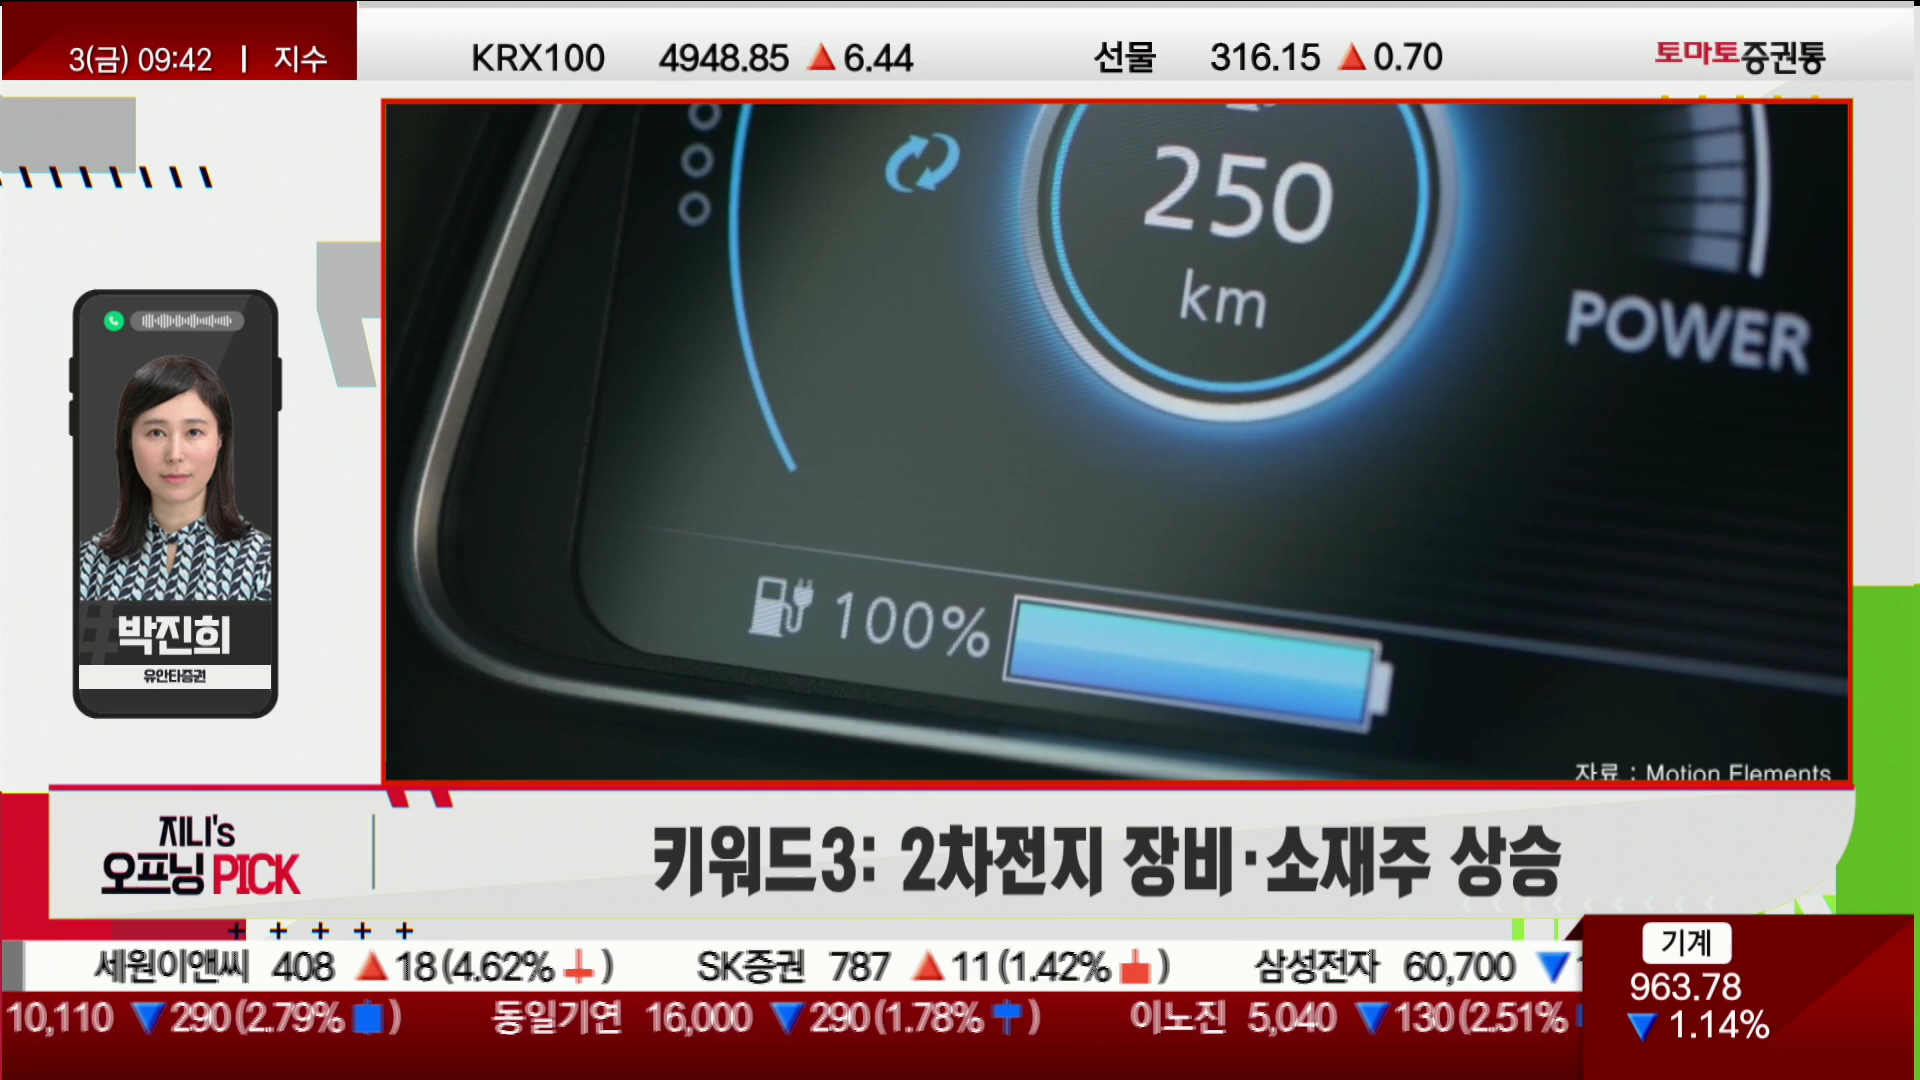 3(금) 09:42 | 지수
KRX100 4948.85 ▲6.44 선물 316.15 ▲0.70
토마토증권통
250
km
POWER
100%
#박진희
유안타증권
자료 : Motion Elements
지니's
오프닝 PICK
키워드3: 2차전지 장비·소재주 상승
세원이앤씨 408 ▲18(4.62% ) SK증권 787 ▲11(1.42% ) 삼성전자 60,700 ▼
10,110 ▼290(2.79% ) 동일기연 16,000 ▼290(1.78% ) 이노진 5,040 ▼130(2.51%
기계
963.78
▼ 1.14%